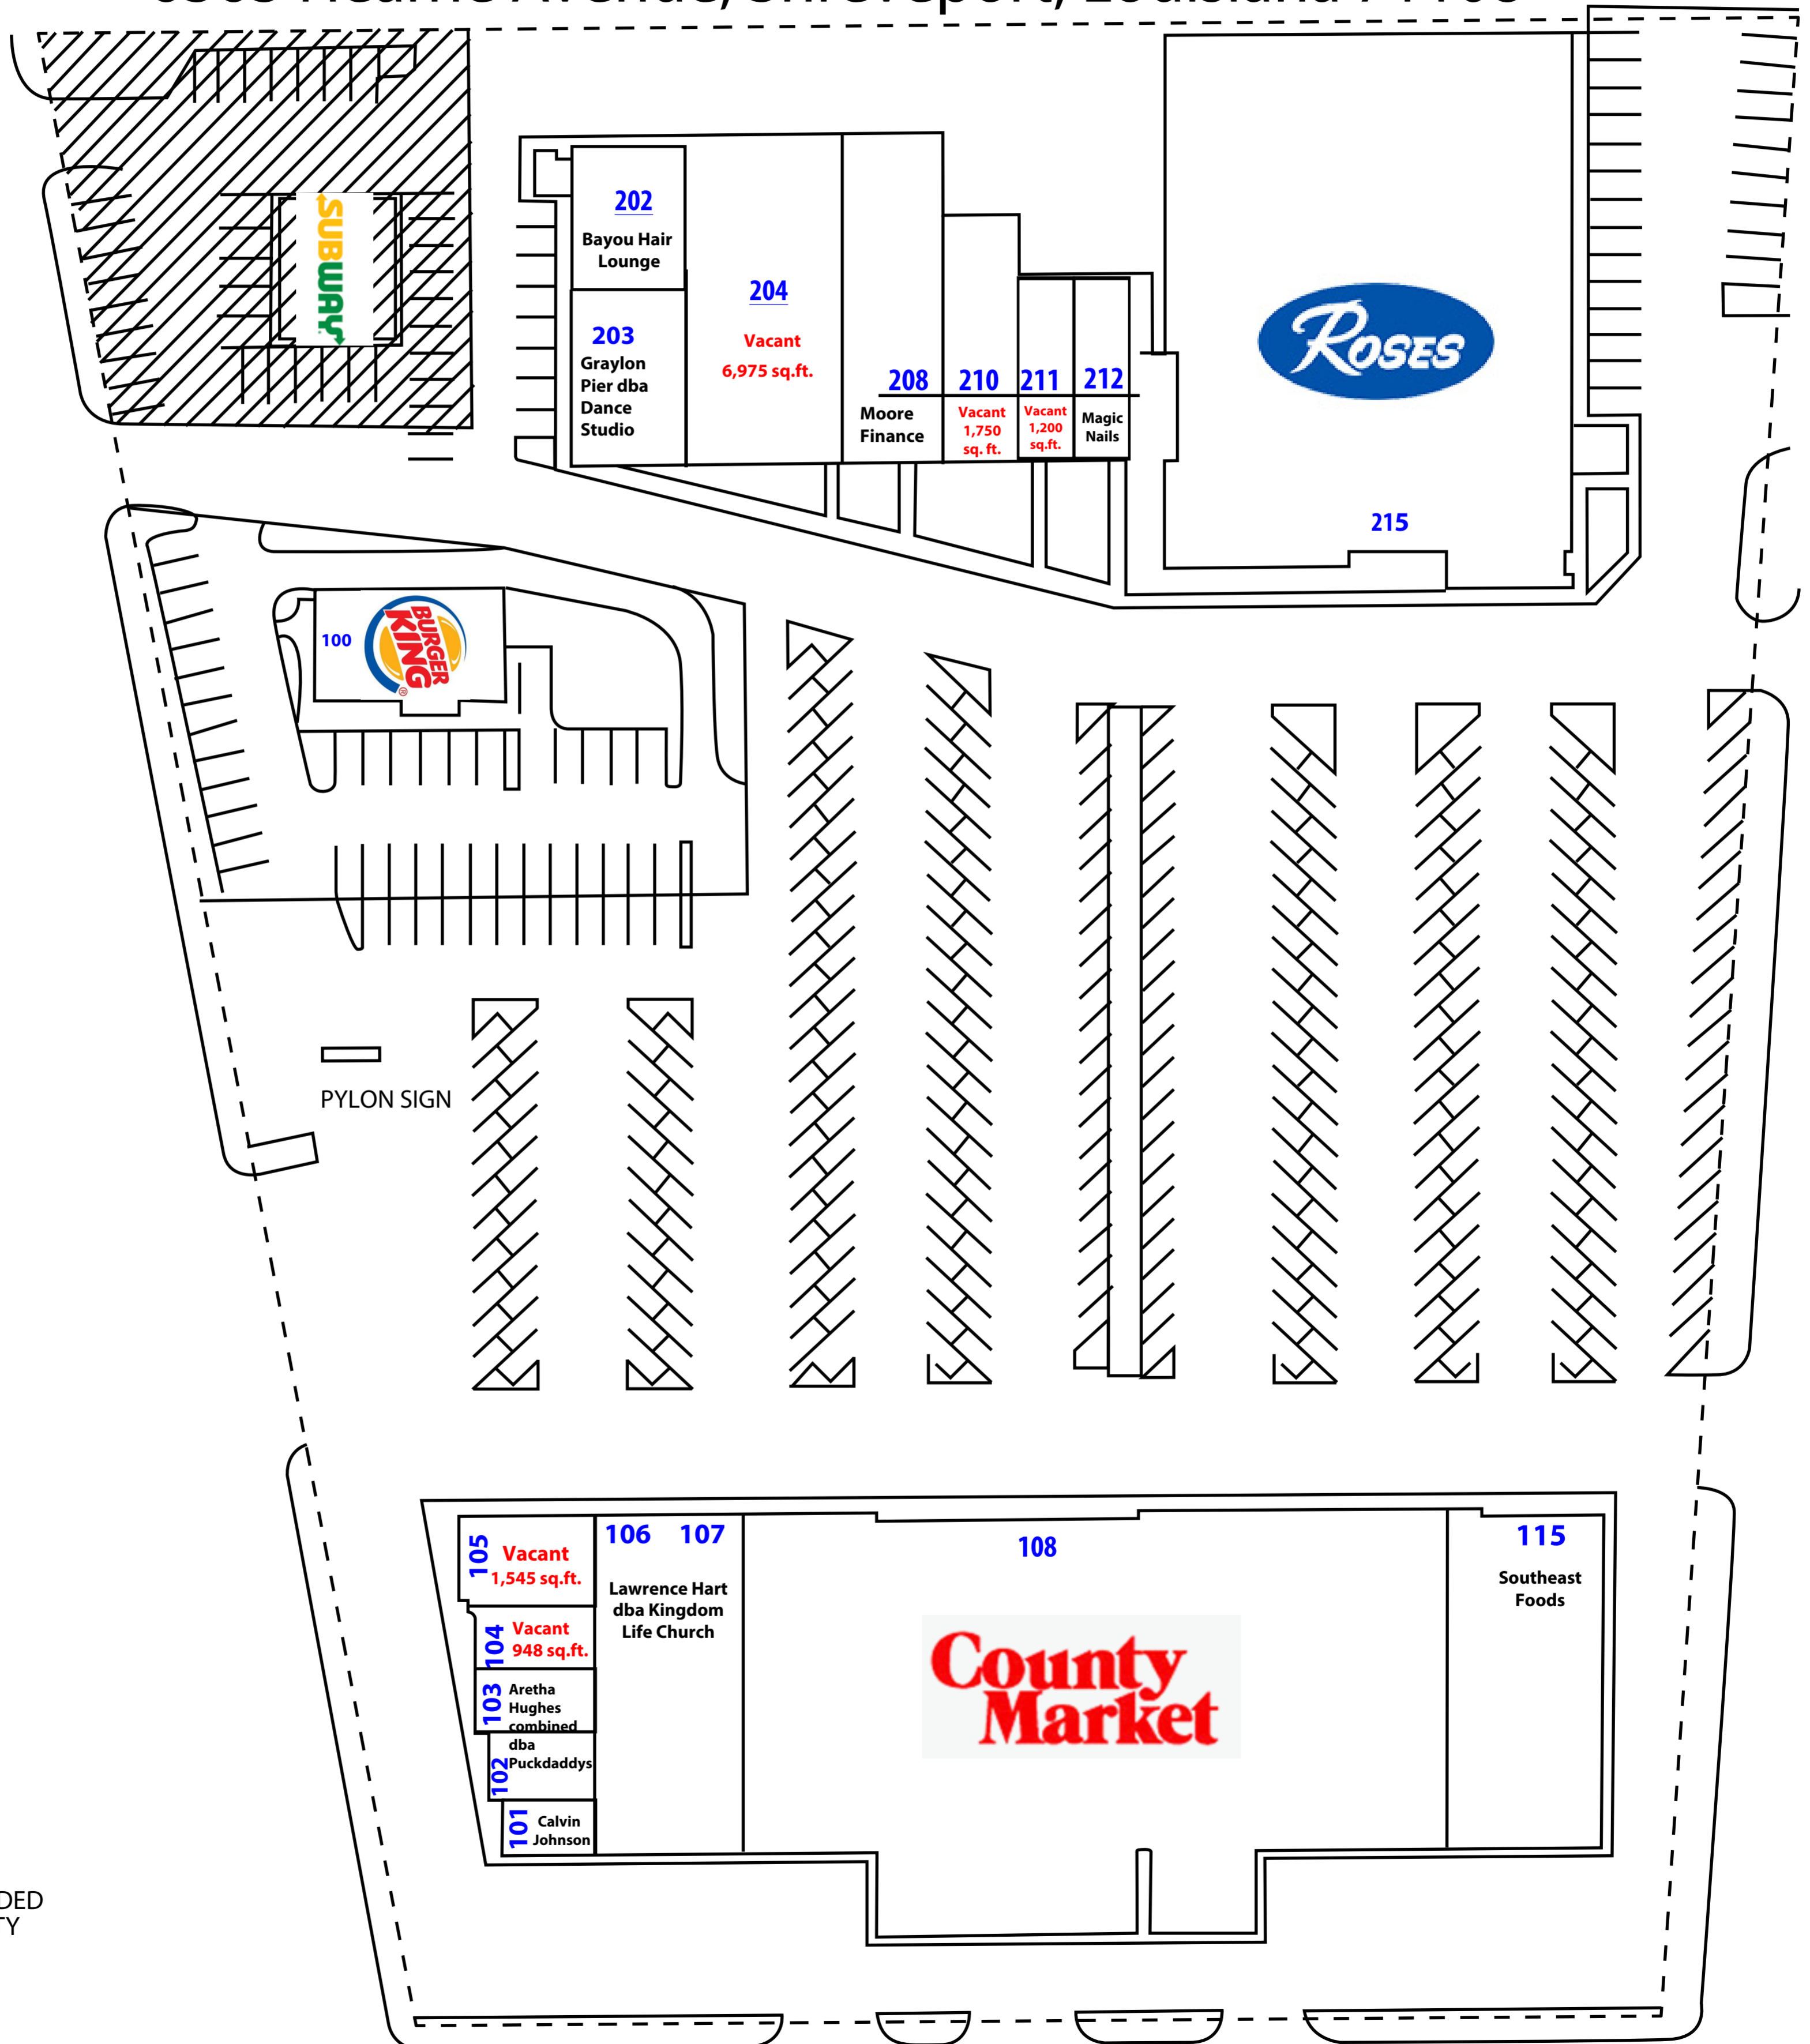 Hearne Avenue, Shreveport, Louisiana
SUBWAY
202
Bayou Hair
Lounge
203
Graylon
Pier dba
Dance
Studio
204
Vacant
6,975 sq.ft.
208
Moore
Finance
210
Vacant
1,750
sq. ft.
211
Vacant
1,200
sq.ft.
212
Magic
Nails
ROSES
215
100
BURGER
KING
®
PYLON SIGN
105
Vacant
1,545 sq.ft.
104
Vacant
948 sq.ft.
103
Aretha
Hughes
combined
dba
Puckdaddys
102
101
Calvin
Johnson
106 107
Lawrence Hart
dba Kingdom
Life Church
108
County
Market
115
Southeast
Foods